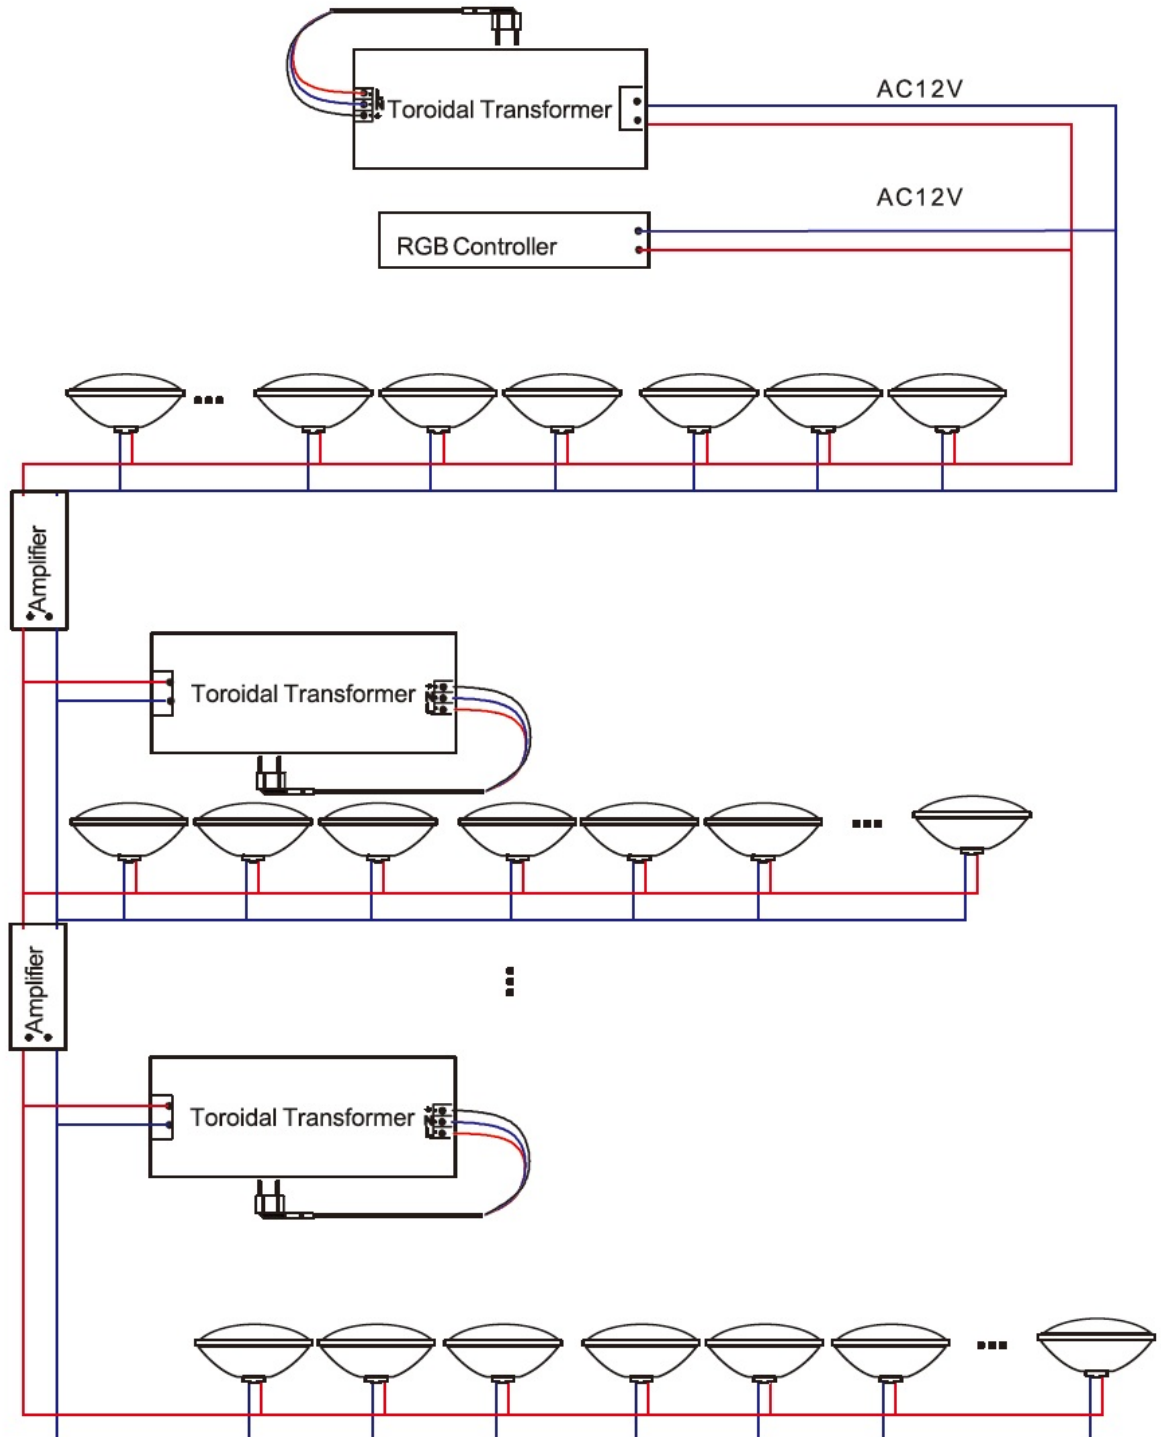 AC12V
Toroidal Transformer
AC12V
RGB Controller
Amplifier
Toroidal Transformer
Amplifier
Toroidal Transformer